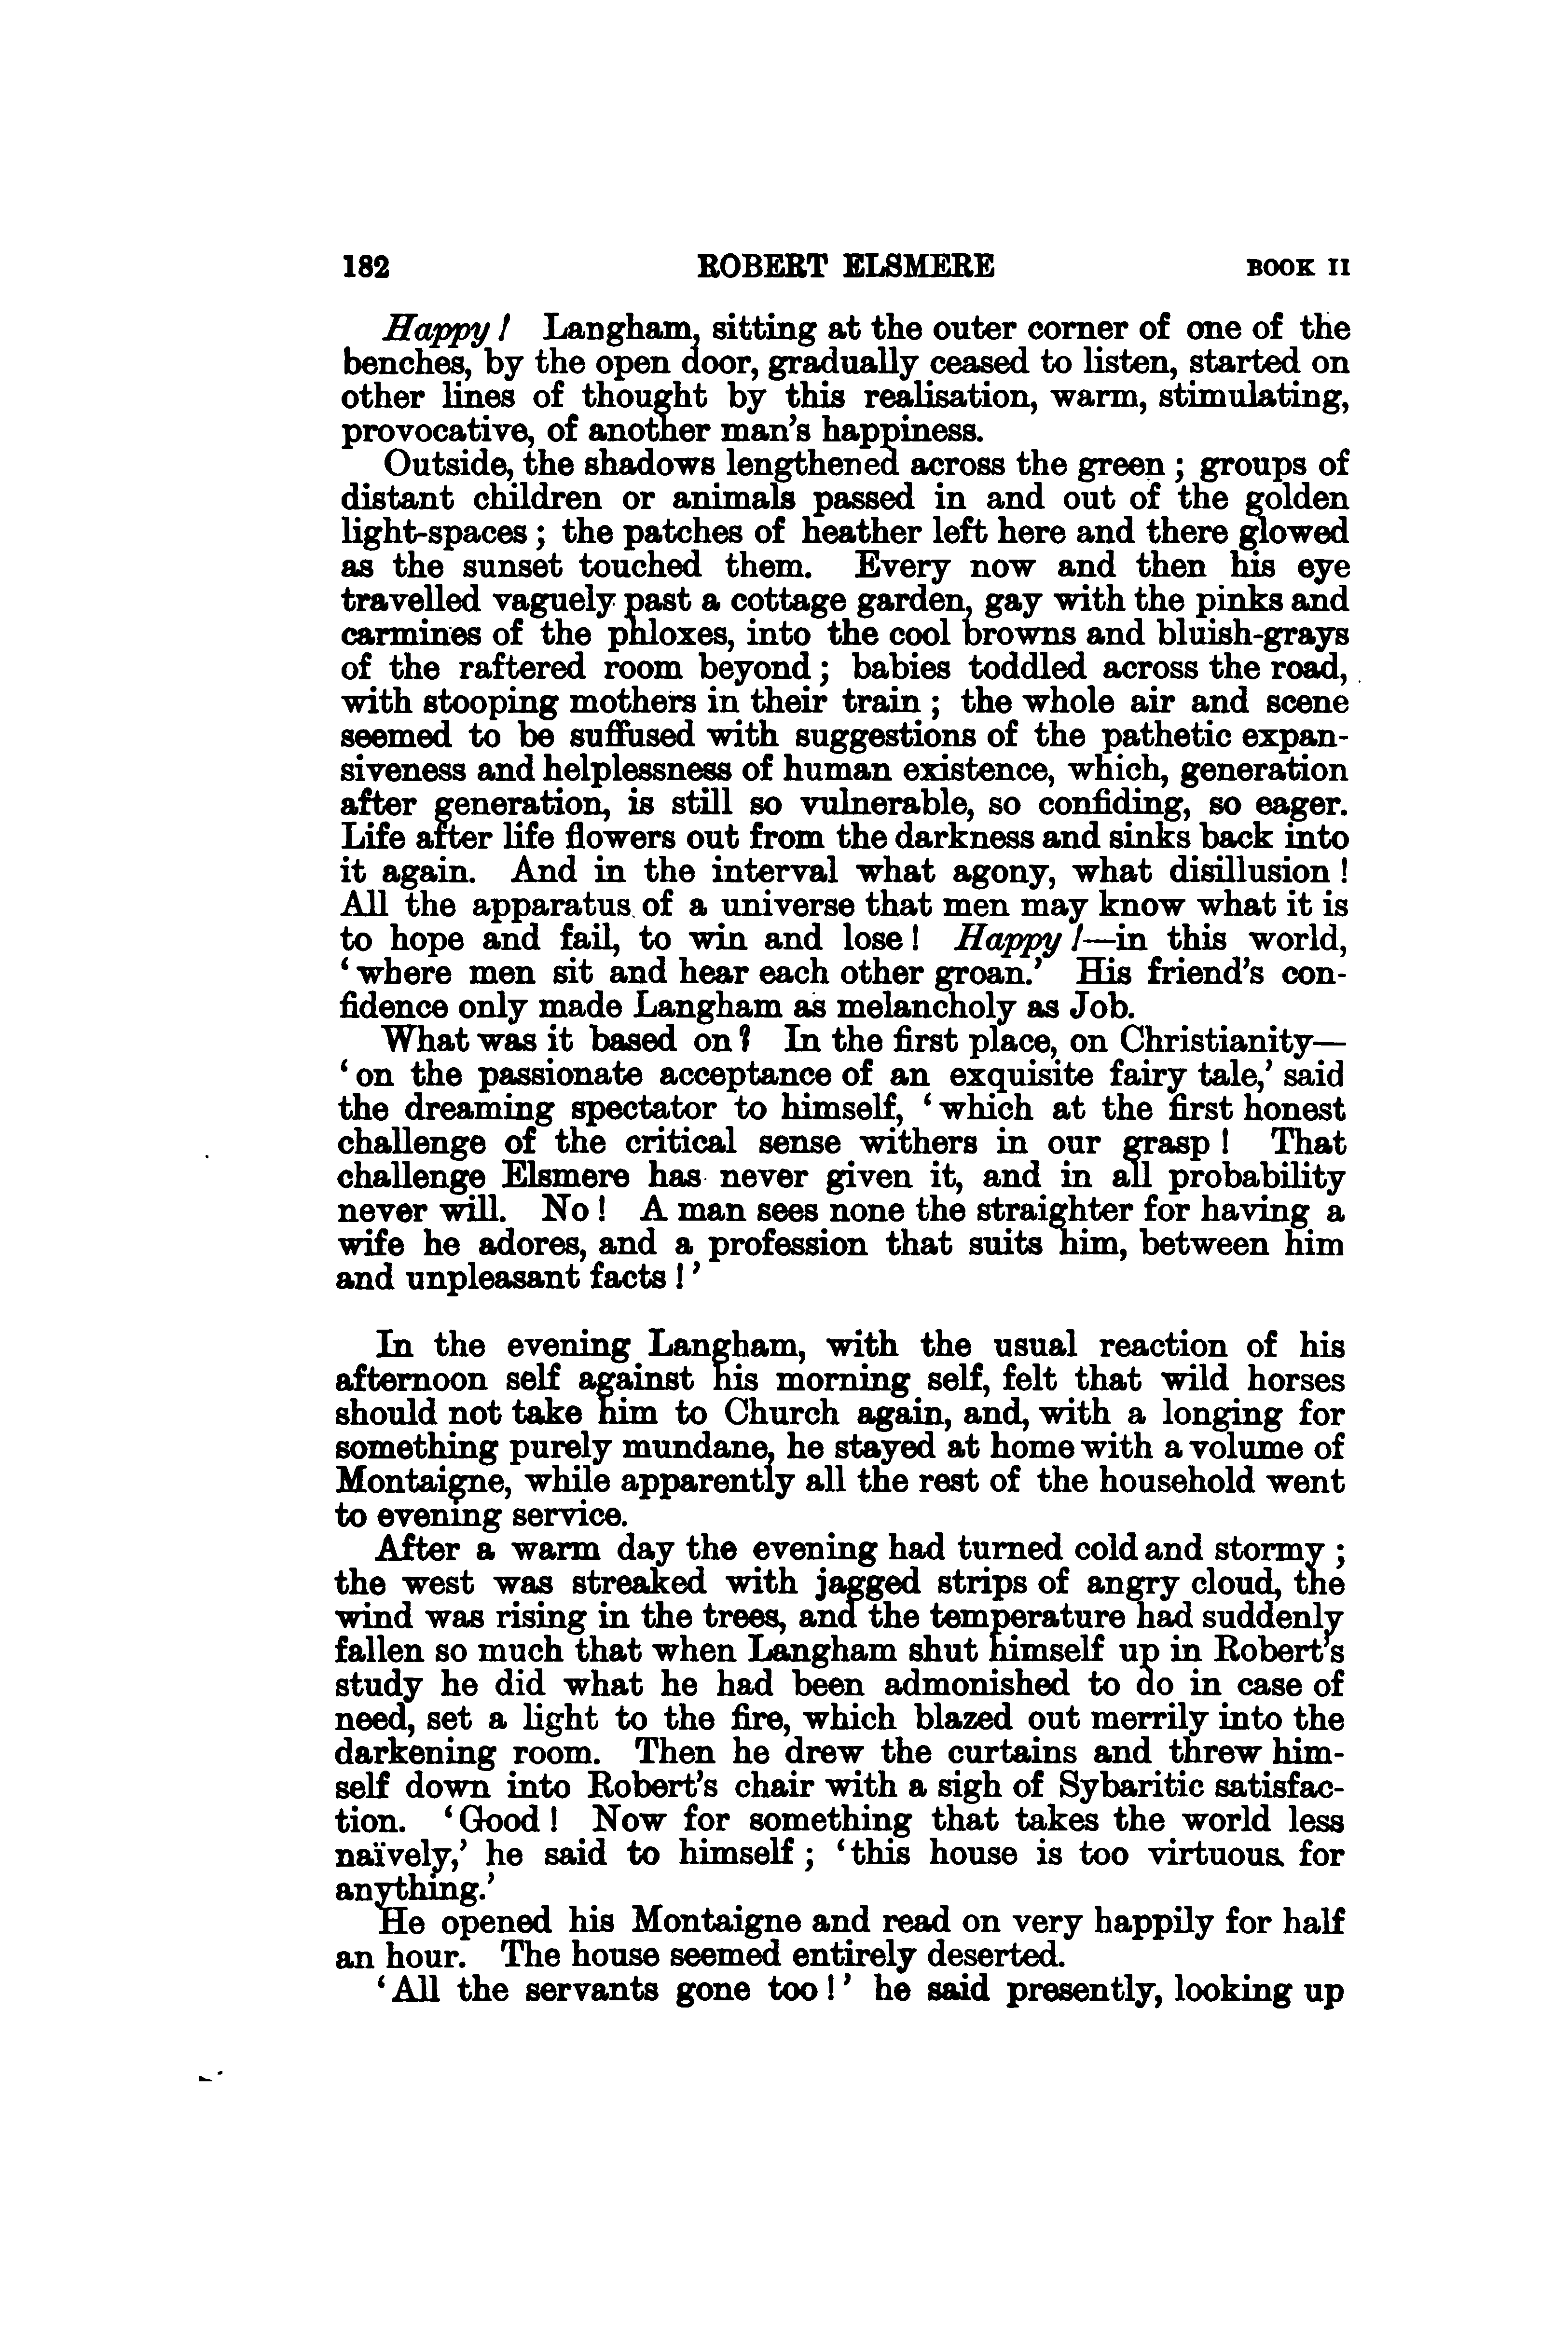 182 ROBERT ELSMERE BOOK II
Happy! Langham, sitting at the outer corner of one of the
benches, by the open door, gradually ceased to listen, started on
other lines of thought by this realisation, warm, stimulating,
provocative, of another man's happiness.
Outside, the shadows lengthened across the green; groups of
distant children or animals passed in and out of the golden
light-spaces; the patches of heather left here and there glowed
as the sunset touched them. Every now and then his eye
travelled vaguely past a cottage garden, gay with the pinks and
carmines of the phloxes, into the cool browns and bluish-grays
of the raftered room beyond; babies toddled across the road,
with stooping mothers in their train; the whole air and scene
seemed to be suffused with suggestions of the pathetic expan-
siveness and helplessness of human existence, which, generation
after generation, is still so vulnerable, so confiding, so eager.
Life after life flowers out from the darkness and sinks back into
it again. And in the interval what agony, what disillusion!
All the apparatus of a universe that men may know what it is
to hope and fail, to win and lose! Happy!—in this world,
'where men sit and hear each other groan.' His friend's con-
fidence only made Langham as melancholy as Job.
What was it based on? In the first place, on Christianity—
'on the passionate acceptance of an exquisite fairy tale,' said
the dreaming spectator to himself, 'which at the first honest
challenge of the critical sense withers in our grasp! That
challenge Elsmere has never given it, and in all probability
never will. No! A man sees none the straighter for having a
wife he adores, and a profession that suits him, between him
and unpleasant facts!'
In the evening Langham, with the usual reaction of his
afternoon self against his morning self, felt that wild horses
should not take him to Church again, and, with a longing for
something purely mundane, he stayed at home with a volume of
Montaigne, while apparently all the rest of the household went
to evening service.
After a warm day the evening had turned cold and stormy;
the west was streaked with jagged strips of angry cloud, the
wind was rising in the trees, and the temperature had suddenly
fallen so much that when Langham shut himself up in Robert's
study he did what he had been admonished to do in case of
need, set a light to the fire, which blazed out merrily into the
darkening room. Then he drew the curtains and threw him-
self down into Robert's chair with a sigh of Sybaritic satisfac-
tion. 'Good! Now for something that takes the world less
naïvely,' he said to himself; 'this house is too virtuous for
anything.'
He opened his Montaigne and read on very happily for half
an hour. The house seemed entirely deserted.
'All the servants gone too!' he said presently, looking up